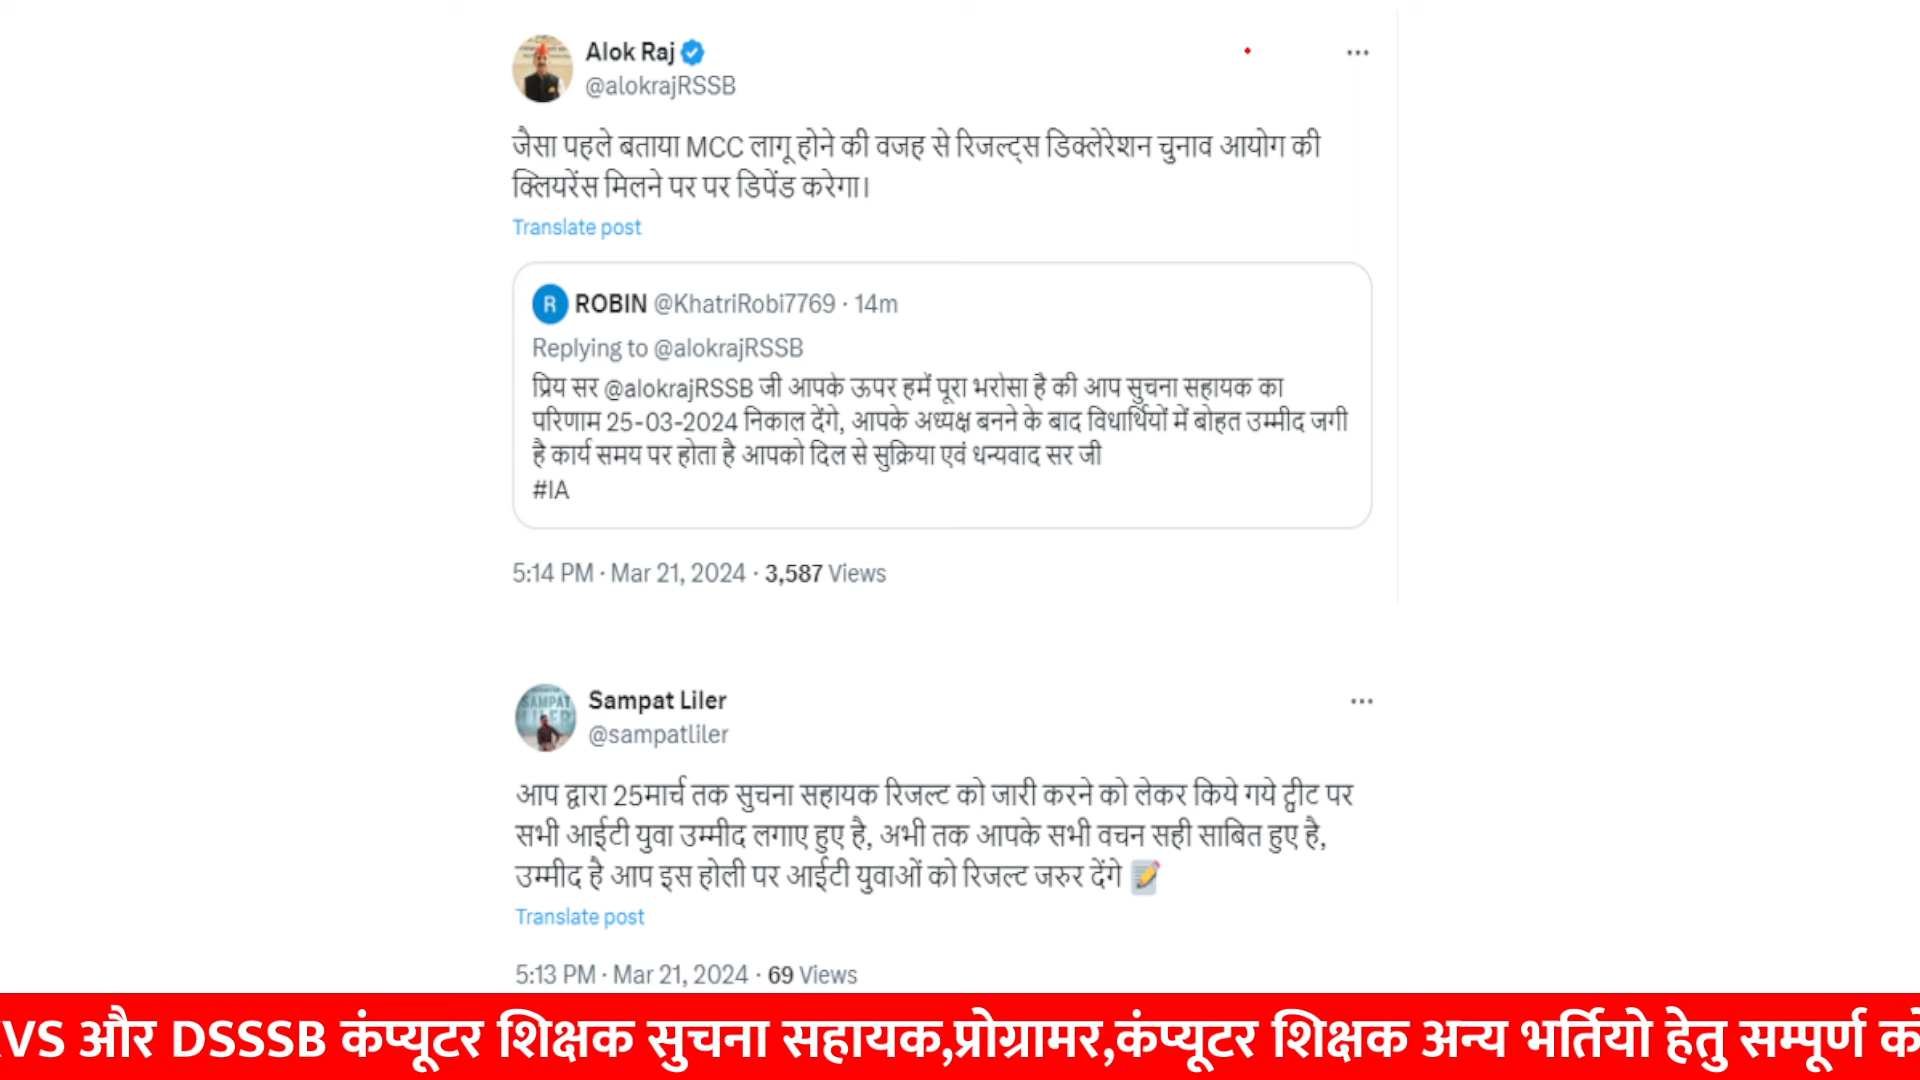 Alok Raj
@alokrajRSSB
जैसा पहले बताया MCC लागू होने की वजह से रिजल्ट्स डिक्लेरेशन चुनाव आयोग की
क्लियरेंस मिलने पर पर डिपेंड करेगा।
Translate post
R ROBIN @KhatriRobi7769 · 14m
Replying to @alokrajRSSB
प्रिय सर @alokrajRSSB जी आपके ऊपर हमें पूरा भरोसा है की आप सुचना सहायक का
परिणाम 25-03-2024 निकाल देंगे, आपके अध्यक्ष बनने के बाद विधार्थियों में बोहत उम्मीद जगी
है कार्य समय पर होता है आपको दिल से सुक्रिया एवं धन्यवाद सर जी
#IA
5:14 PM · Mar 21, 2024 · 3,587 Views
SAMPAT
LILER
Sampat Liler
@sampatliler
आप द्वारा 25मार्च तक सुचना सहायक रिजल्ट को जारी करने को लेकर किये गये ट्वीट पर
सभी आईटी युवा उम्मीद लगाए हुए है, अभी तक आपके सभी वचन सही साबित हुए है,
उम्मीद है आप इस होली पर आईटी युवाओं को रिजल्ट जरुर देंगे 📝
Translate post
5:13 PM · Mar 21, 2024 · 69 Views
VS और DSSSB कंप्यूटर शिक्षक सुचना सहायक,प्रोग्रामर,कंप्यूटर शिक्षक अन्य भर्तियो हेतु सम्पूर्ण को